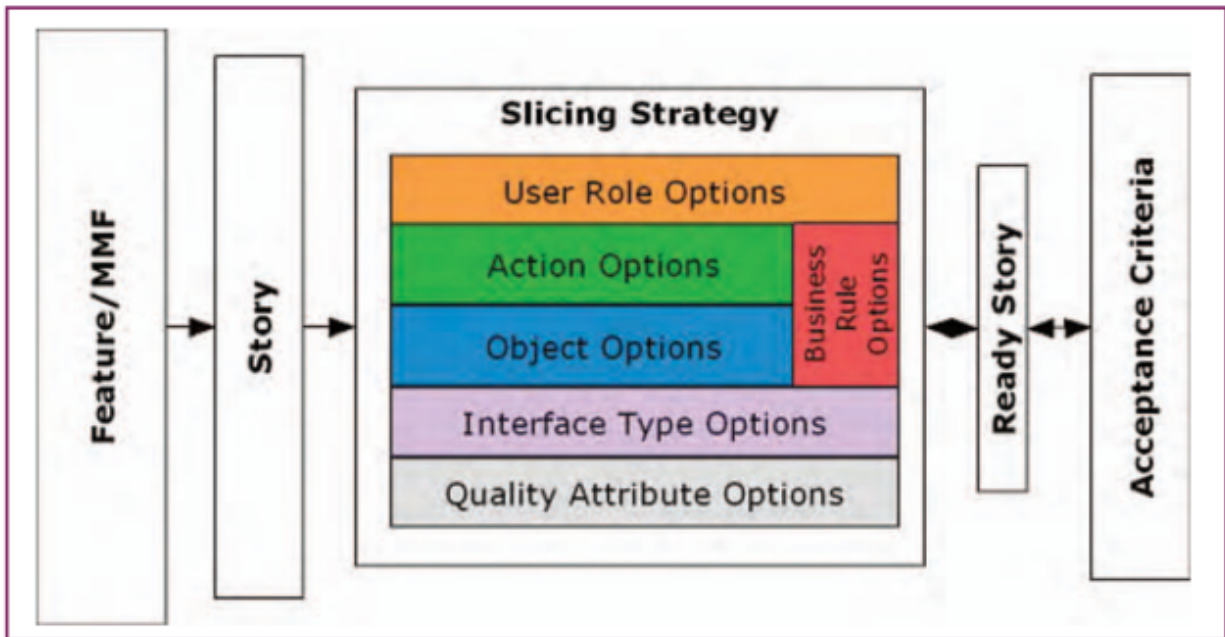 Feature/MMF
Story
Slicing Strategy
User Role Options
Action Options
Object Options
Business
Rule
Options
Interface Type Options
Quality Attribute Options
Ready Story
Acceptance Criteria